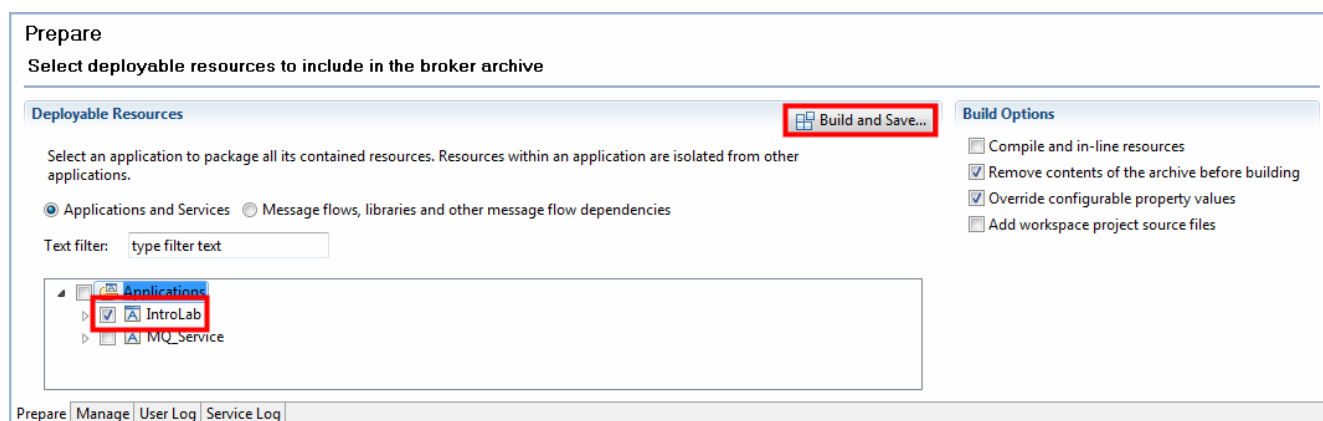 Prepare
Select deployable resources to include in the broker archive
Deployable Resources
Build and Save...
Select an application to package all its contained resources. Resources within an application are isolated from other
applications.
Applications and Services Message flows, libraries and other message flow dependencies
Text filter: type filter text
Applications
IntroLab
MQ_Service
Build Options
Compile and in-line resources
Remove contents of the archive before building
Override configurable property values
Add workspace project source files
Prepare Manage User Log Service Log